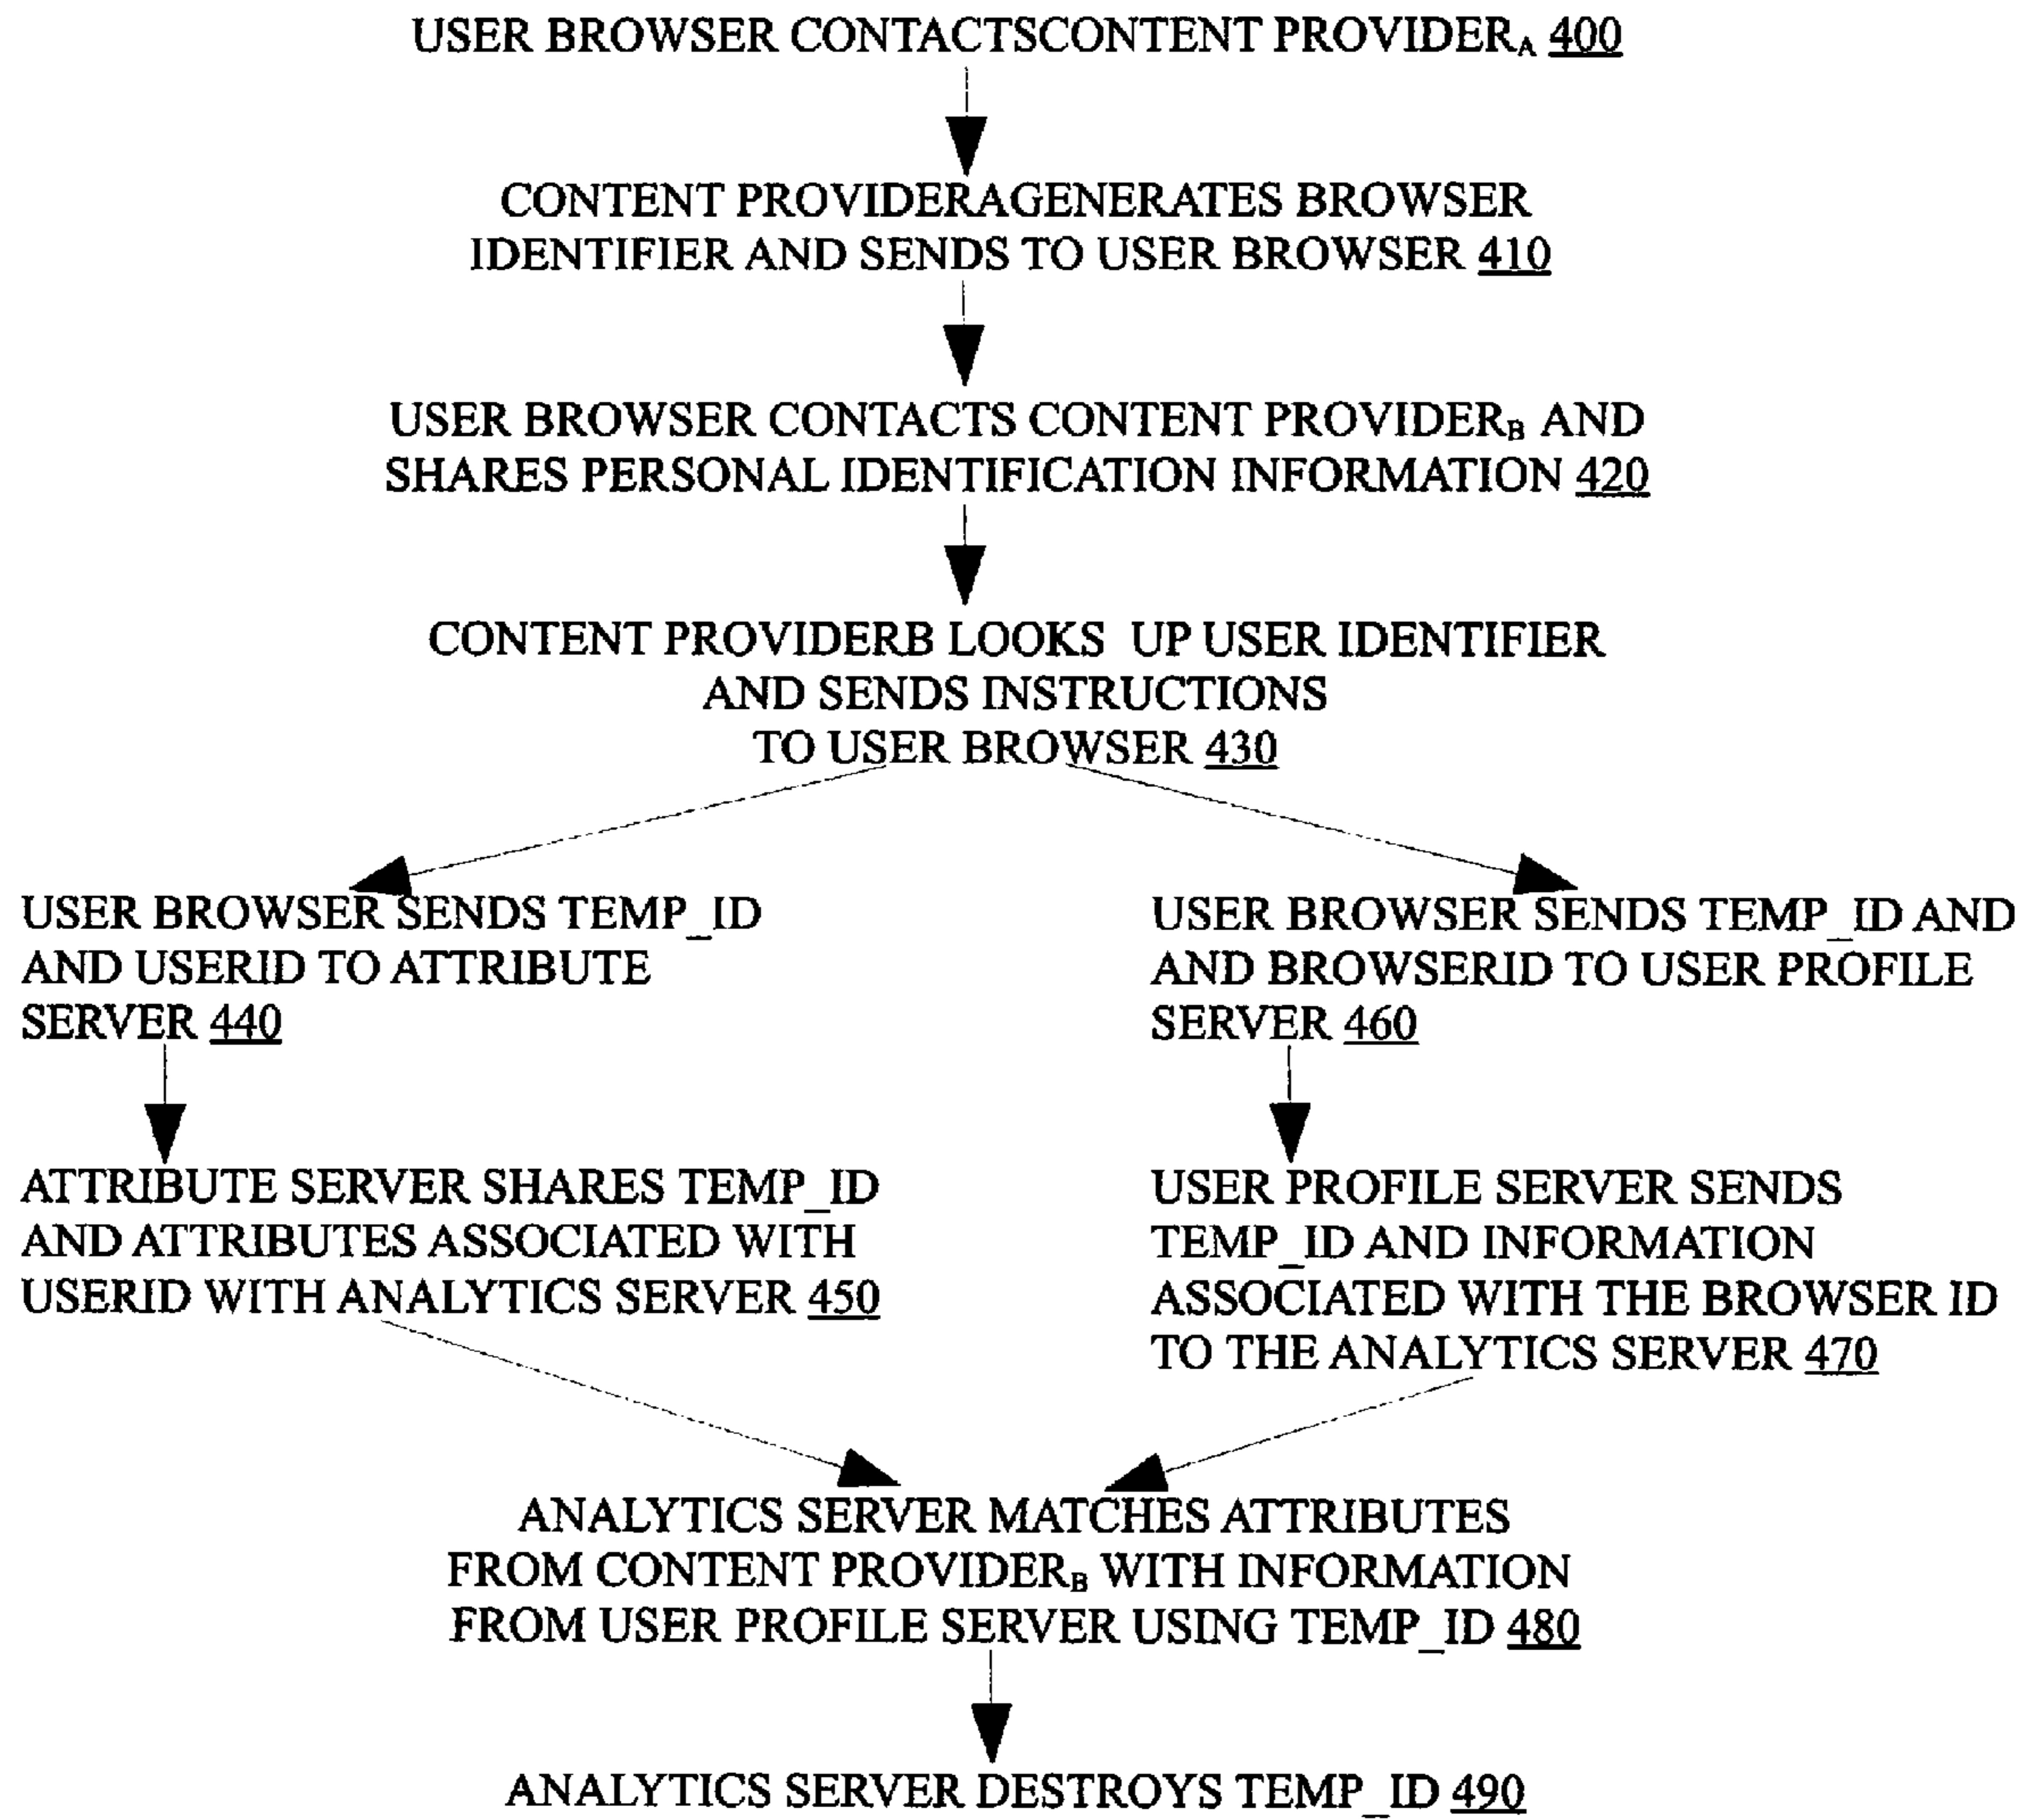 USER BROWSER CONTACTSCONTENT PROVIDERA 400
CONTENT PROVIDERAGENERATES BROWSER
IDENTIFIER AND SENDS TO USER BROWSER 410
USER BROWSER CONTACTS CONTENT PROVIDERB AND
SHARES PERSONAL IDENTIFICATION INFORMATION 420
CONTENT PROVIDERB LOOKS UP USER IDENTIFIER
AND SENDS INSTRUCTIONS
TO USER BROWSER 430
USER BROWSER SENDS TEMP_ID
AND USERID TO ATTRIBUTE
SERVER 440
USER BROWSER SENDS TEMP_ID AND
AND BROWSERID TO USER PROFILE
SERVER 460
ATTRIBUTE SERVER SHARES TEMP_ID
AND ATTRIBUTES ASSOCIATED WITH
USERID WITH ANALYTICS SERVER 450
USER PROFILE SERVER SENDS
TEMP_ID AND INFORMATION
ASSOCIATED WITH THE BROWSER ID
TO THE ANALYTICS SERVER 470
ANALYTICS SERVER MATCHES ATTRIBUTES
FROM CONTENT PROVIDERB WITH INFORMATION
FROM USER PROFILE SERVER USING TEMP_ID 480
ANALYTICS SERVER DESTROYS TEMP_ID 490